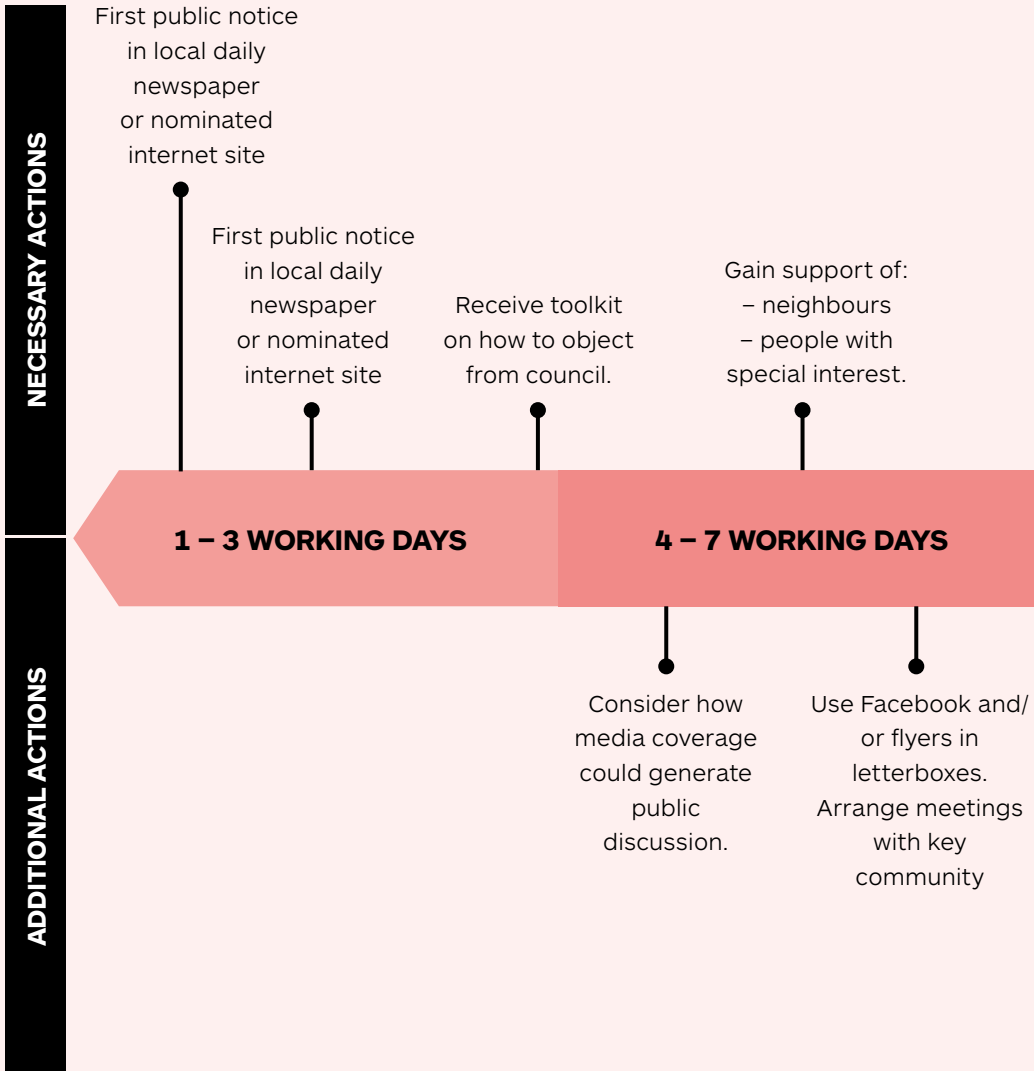 NECESSARY ACTIONS
First public notice
in local daily
newspaper
or nominated
internet site
First public notice
in local daily
newspaper
or nominated
internet site
Receive toolkit
on how to object
from council.
Gain support of:
– neighbours
– people with
special interest.
1 – 3 WORKING DAYS
4 – 7 WORKING DAYS
ADDITIONAL ACTIONS
Consider how
media coverage
could generate
public
discussion.
Use Facebook and/
or flyers in
letterboxes.
Arrange meetings
with key
community